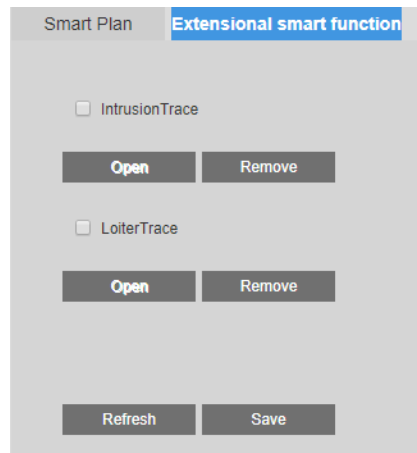 Smart Plan Extensional smart function
IntrusionTrace
Open Remove
LoiterTrace
Open Remove
Refresh Save